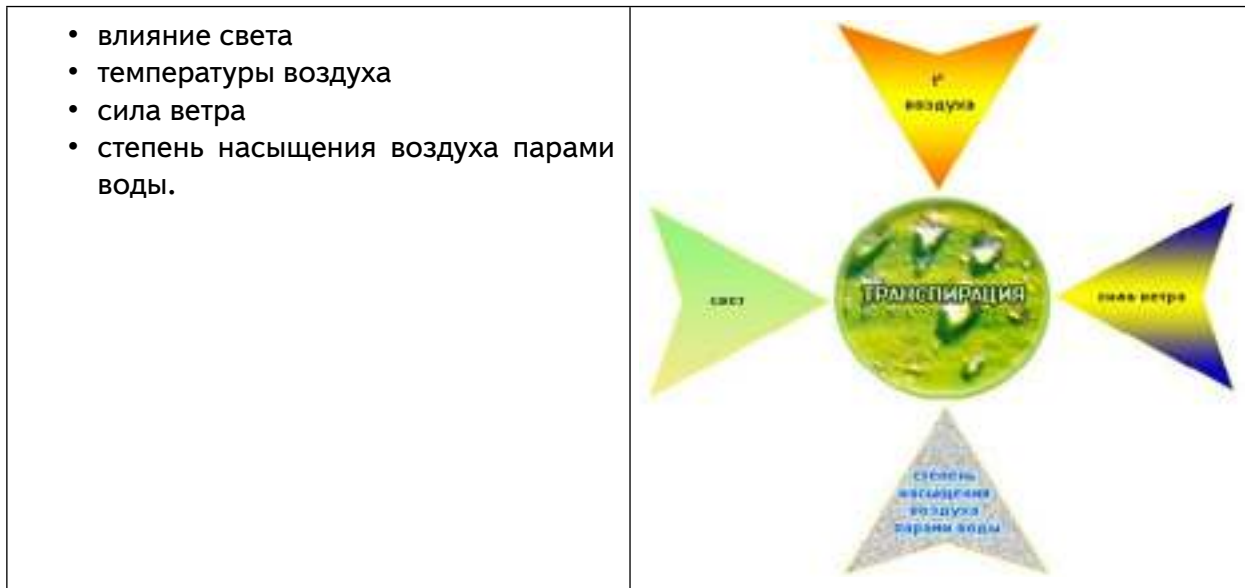 • влияние света
• температуры воздуха
• сила ветра
• степень насыщения воздуха парами
воды.
t°
воздуха
свет
ТРАНСПИРАЦИЯ
сила ветра
степень
насыщения
воздуха
парами воды